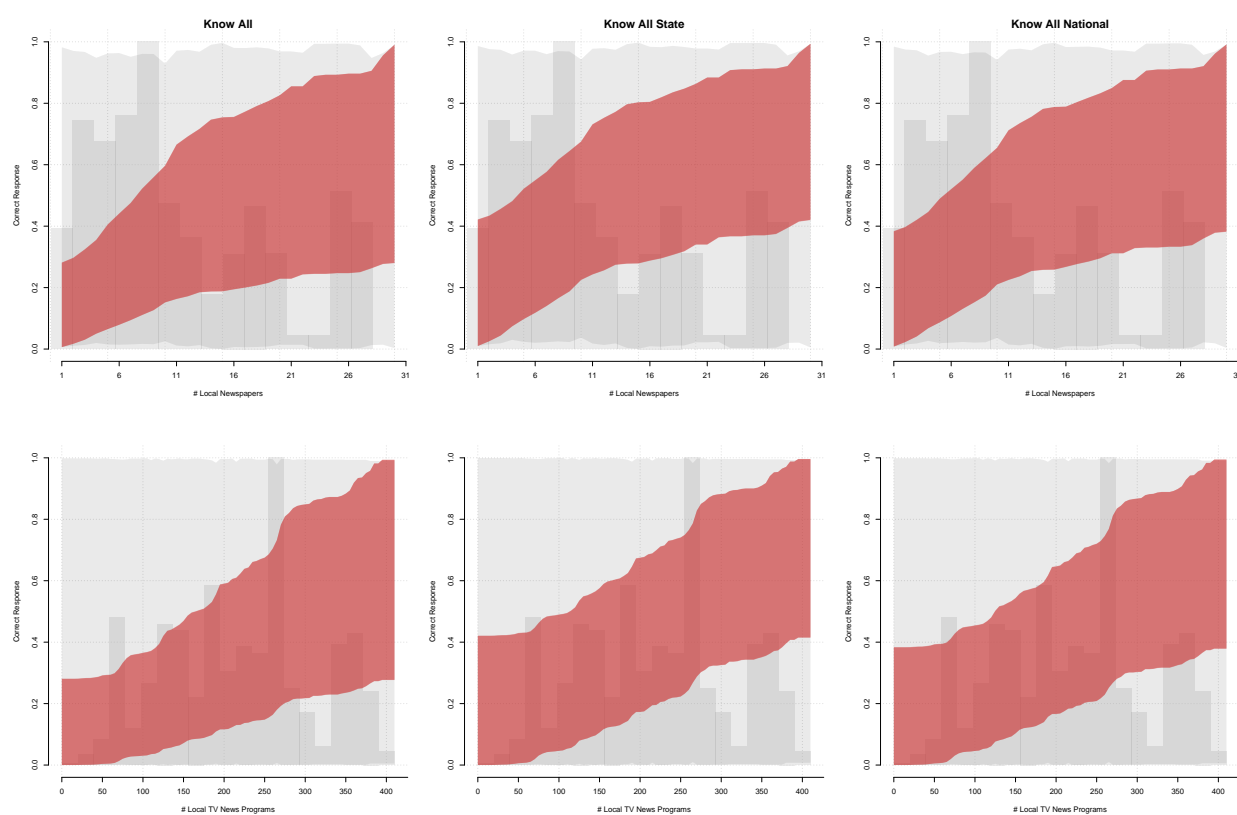 Know All
Know All State
Know All National
Correct Response
0.0 0.2 0.4 0.6 0.8 1.0
1 6 11 16 21 26 31
# Local Newspapers
Correct Response
0.0 0.2 0.4 0.6 0.8 1.0
1 6 11 16 21 26 31
# Local Newspapers
Correct Response
0.0 0.2 0.4 0.6 0.8 1.0
1 6 11 16 21 26
# Local Newspapers
Correct Response
0.0 0.2 0.4 0.6 0.8 1.0
0 50 100 150 200 250 300 350 400
# Local TV News Programs
Correct Response
0.0 0.2 0.4 0.6 0.8 1.0
0 50 100 150 200 250 300 350 400
# Local TV News Programs
Correct Response
0.0 0.2 0.4 0.6 0.8 1.0
0 50 100 150 200 250 300 350 400
# Local TV News Programs